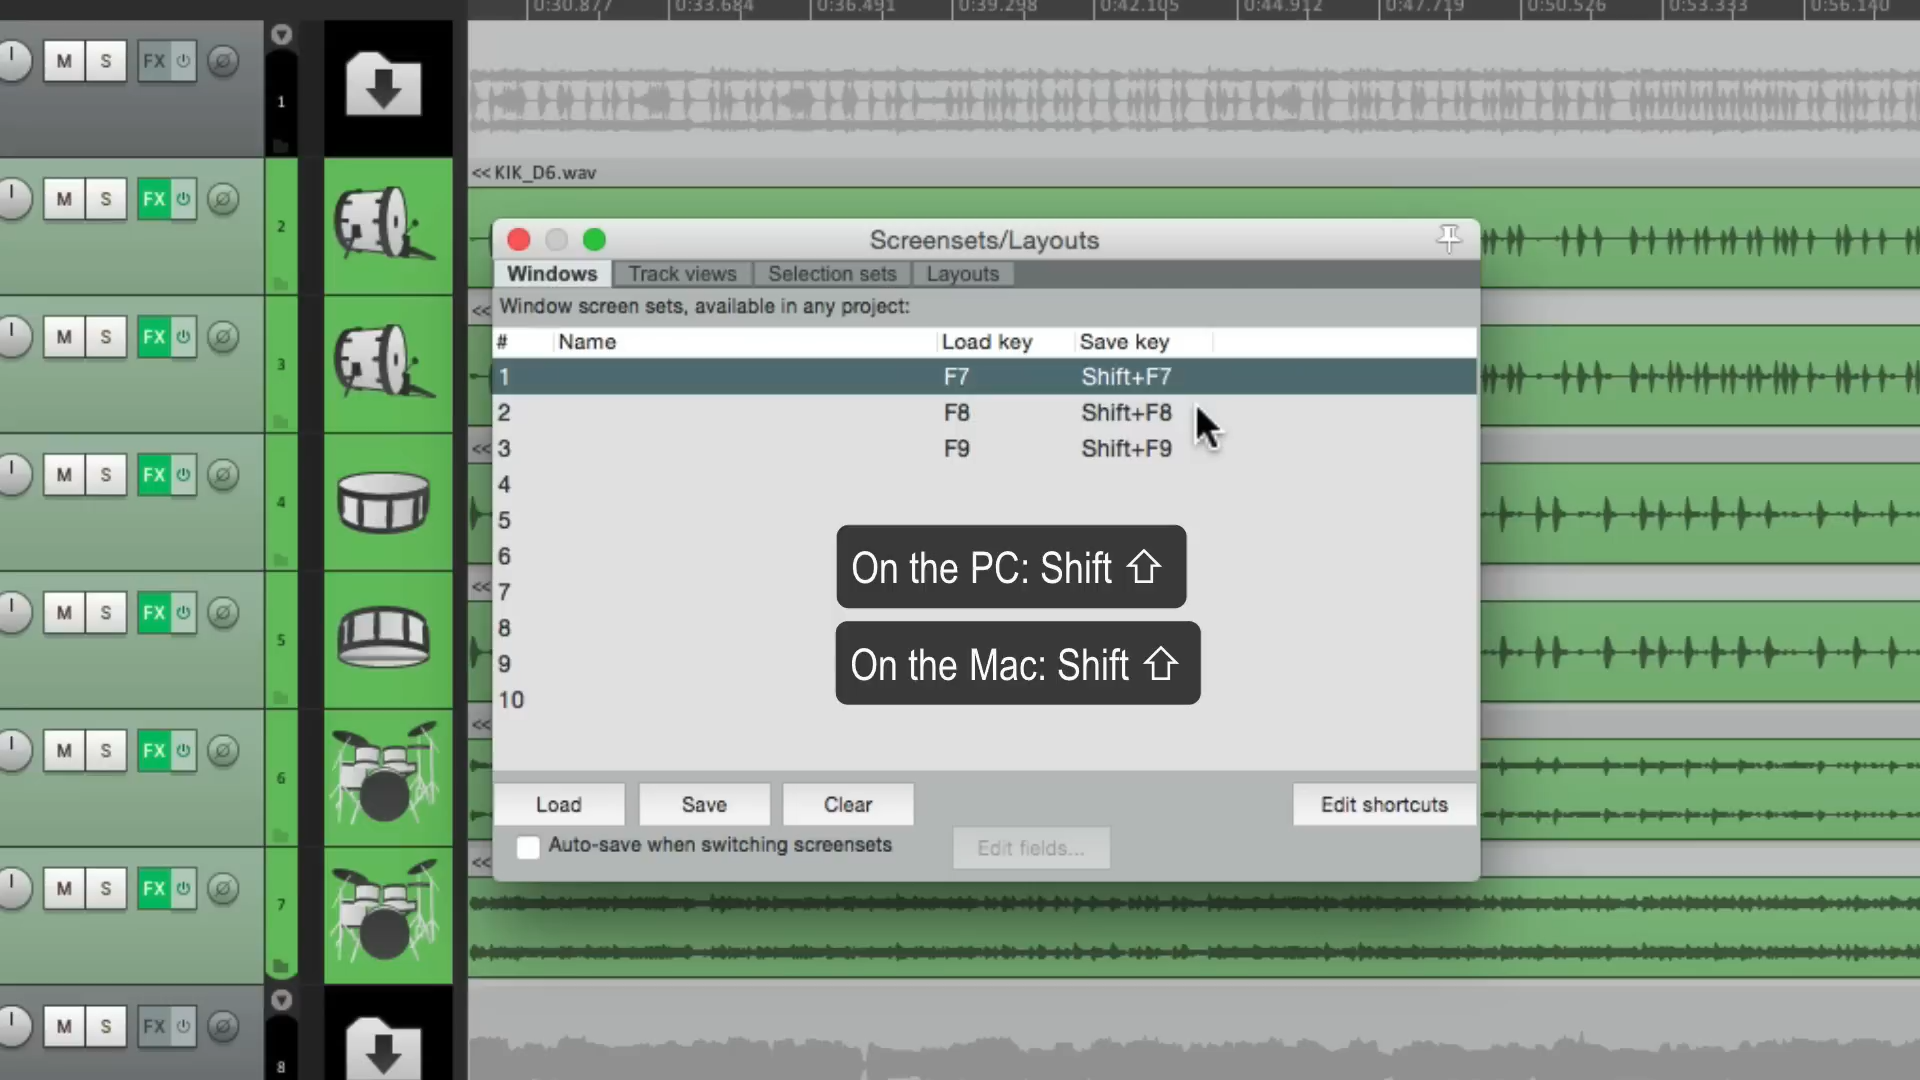 0:30.877 0:33.684 0:36.491 0:39.298 0:42.105 0:44.912 0:47.719 0:50.526 0:53.333 0:56.140
M S FX
1
<< KIK_D6.wav
M S FX
2
Screensets/Layouts
Windows Track views Selection sets Layouts
Window screen sets, available in any project:
<<
# Name Load key Save key
M S FX
3
1 F7 Shift+F7
2 F8 Shift+F8
<< 3 F9 Shift+F9
M S FX
4
4
5
6
On the PC: Shift ⇧
<< 7
M S FX
5
8
9
On the Mac: Shift ⇧
10
<<
M S FX
6
Load Save Clear Edit shortcuts
Auto-save when switching screensets Edit fields...
<<
M S FX
7
M S FX
8